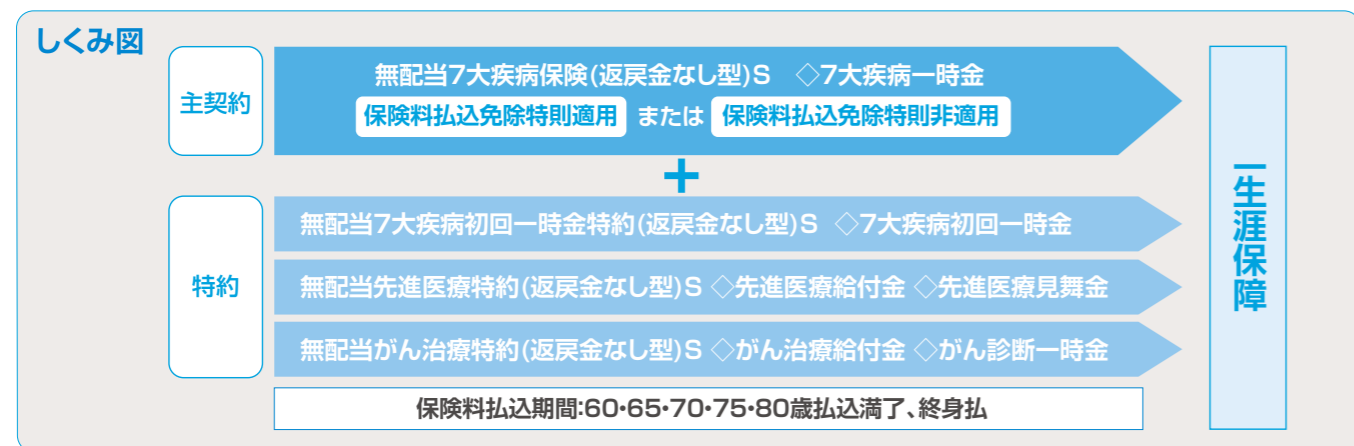 しくみ図
主契約
無配当7大疾病保険(返戻金なし型)S ◇7大疾病一時金
保険料払込免除特則適用 または 保険料払込免除特則非適用
+
特約
無配当7大疾病初回一時金特約(返戻金なし型)S ◇7大疾病初回一時金
無配当先進医療特約(返戻金なし型)S ◇先進医療給付金 ◇先進医療見舞金
無配当がん治療特約(返戻金なし型)S ◇がん治療給付金 ◇がん診断一時金
保険料払込期間:60・65・70・75・80歳払込満了、終身払
一生涯保障